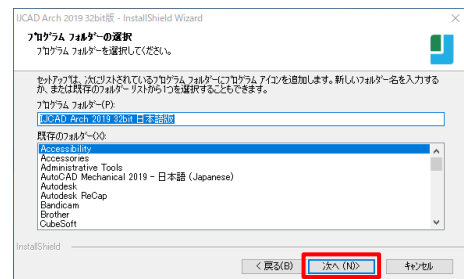 IJCAD Arch 2019 32bit版 - InstallShield Wizard
プログラム フォルダーの選択
プログラム フォルダーを選択してください。
セットアップは、次にリストされているプログラム フォルダーにプログラム アイコンを追加します。新しいフォルダー名を入力する
か、または既存のフォルダー リストから1つを選択することもできます。
プログラム フォルダー(P):
IJCAD Arch 2019 32bit 日本語版
既存のフォルダー(X):
Accessibility
Accessories
Administrative Tools
AutoCAD Mechanical 2019 - 日本語 (Japanese)
Autodesk
Autodesk ReCap
Bandicam
Brother
CubeSoft
InstallShield
< 戻る(B)
次へ (N)>
キャンセル